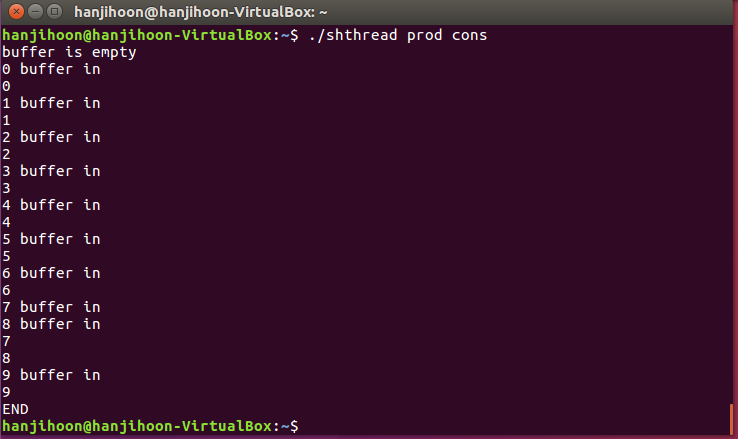 hanjihoon@hanjihoon-VirtualBox: ~
hanjihoon@hanjihoon-VirtualBox:~$ ./shthread prod cons
buffer is empty
0 buffer in
0
1 buffer in
1
2 buffer in
2
3 buffer in
3
4 buffer in
4
5 buffer in
5
6 buffer in
6
7 buffer in
8 buffer in
7
8
9 buffer in
9
END
hanjihoon@hanjihoon-VirtualBox:~$